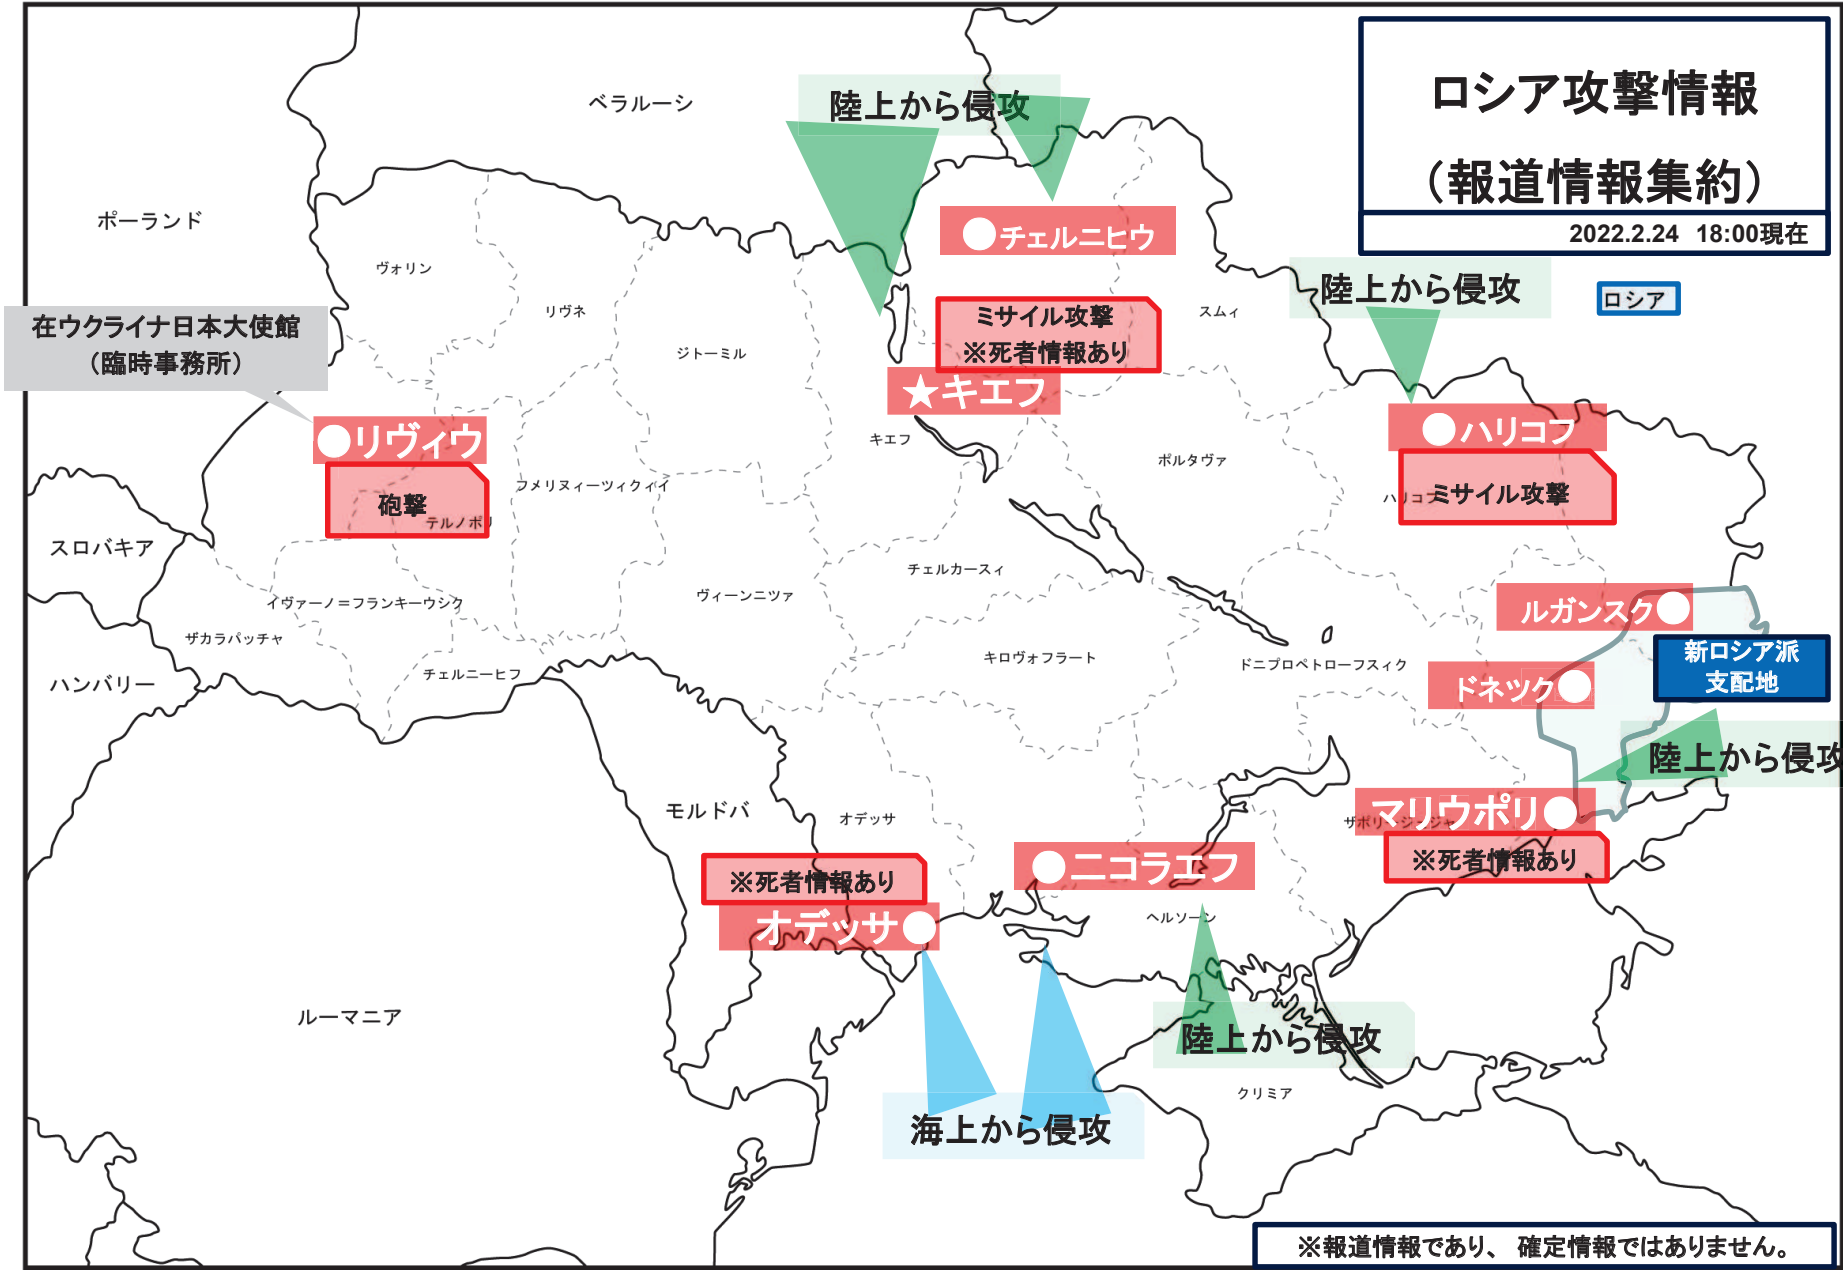 ロシア攻撃情報
（報道情報集約）
2022.2.24 18:00現在
ベラルーシ
陸上から侵攻
ポーランド
チェルニヒウ
ヴォリン
陸上から侵攻
ロシア
リヴネ
スムィ
在ウクライナ日本大使館
（臨時事務所）
ミサイル攻撃
※死者情報あり
ジトーミル
★キエフ
リヴィウ
キエフ
ハリコフ
ポルタヴァ
砲撃
テルノポリ
フメリヌィーツィクィイ
ハリコフ
ミサイル攻撃
スロバキア
チェルカースィ
イヴァーノ＝フランキーウシク
ヴィーンニツァ
ルガンスク
ザカラパッチャ
キロヴォフラート
ドニプロペトローフスィク
新ロシア派
支配地
ハンバリー
チェルニーヒフ
ドネツク
陸上から侵攻
モルドバ
オデッサ
マリウポリ
ザポリージジャ
※死者情報あり
※死者情報あり
ニコラエフ
オデッサ
ヘルソーン
ルーマニア
陸上から侵攻
クリミア
海上から侵攻
※報道情報であり、 確定情報ではありません。